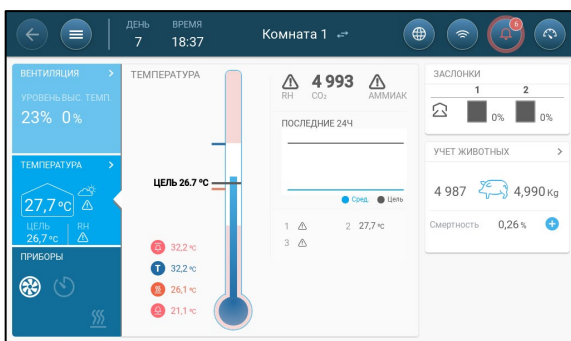 ДЕНЬ ВРЕМЯ
7 18:37
Комната 1
6
ВЕНТИЛЯЦИЯ >
УРОВЕНЬ ВЫС. ТЕМП.
23% 0%
ТЕМПЕРАТУРА >
27,7 °C
ЦЕЛЬ RH
26,7 °C
ПРИБОРЫ
ТЕМПЕРАТУРА
ЦЕЛЬ 26.7 °C
32,2 °C
T 32,2 °C
26,1 °C
21,1 °C
4 993
RH CO₂ АММИАК
ПОСЛЕДНИЕ 24Ч
Сред. Цель
1 2 27,7 °C
3
ЗАСЛОНКИ
1 2
0% 0%
УЧЕТ ЖИВОТНЫХ >
4 987 4,990 Kg
Смертность 0,26 %